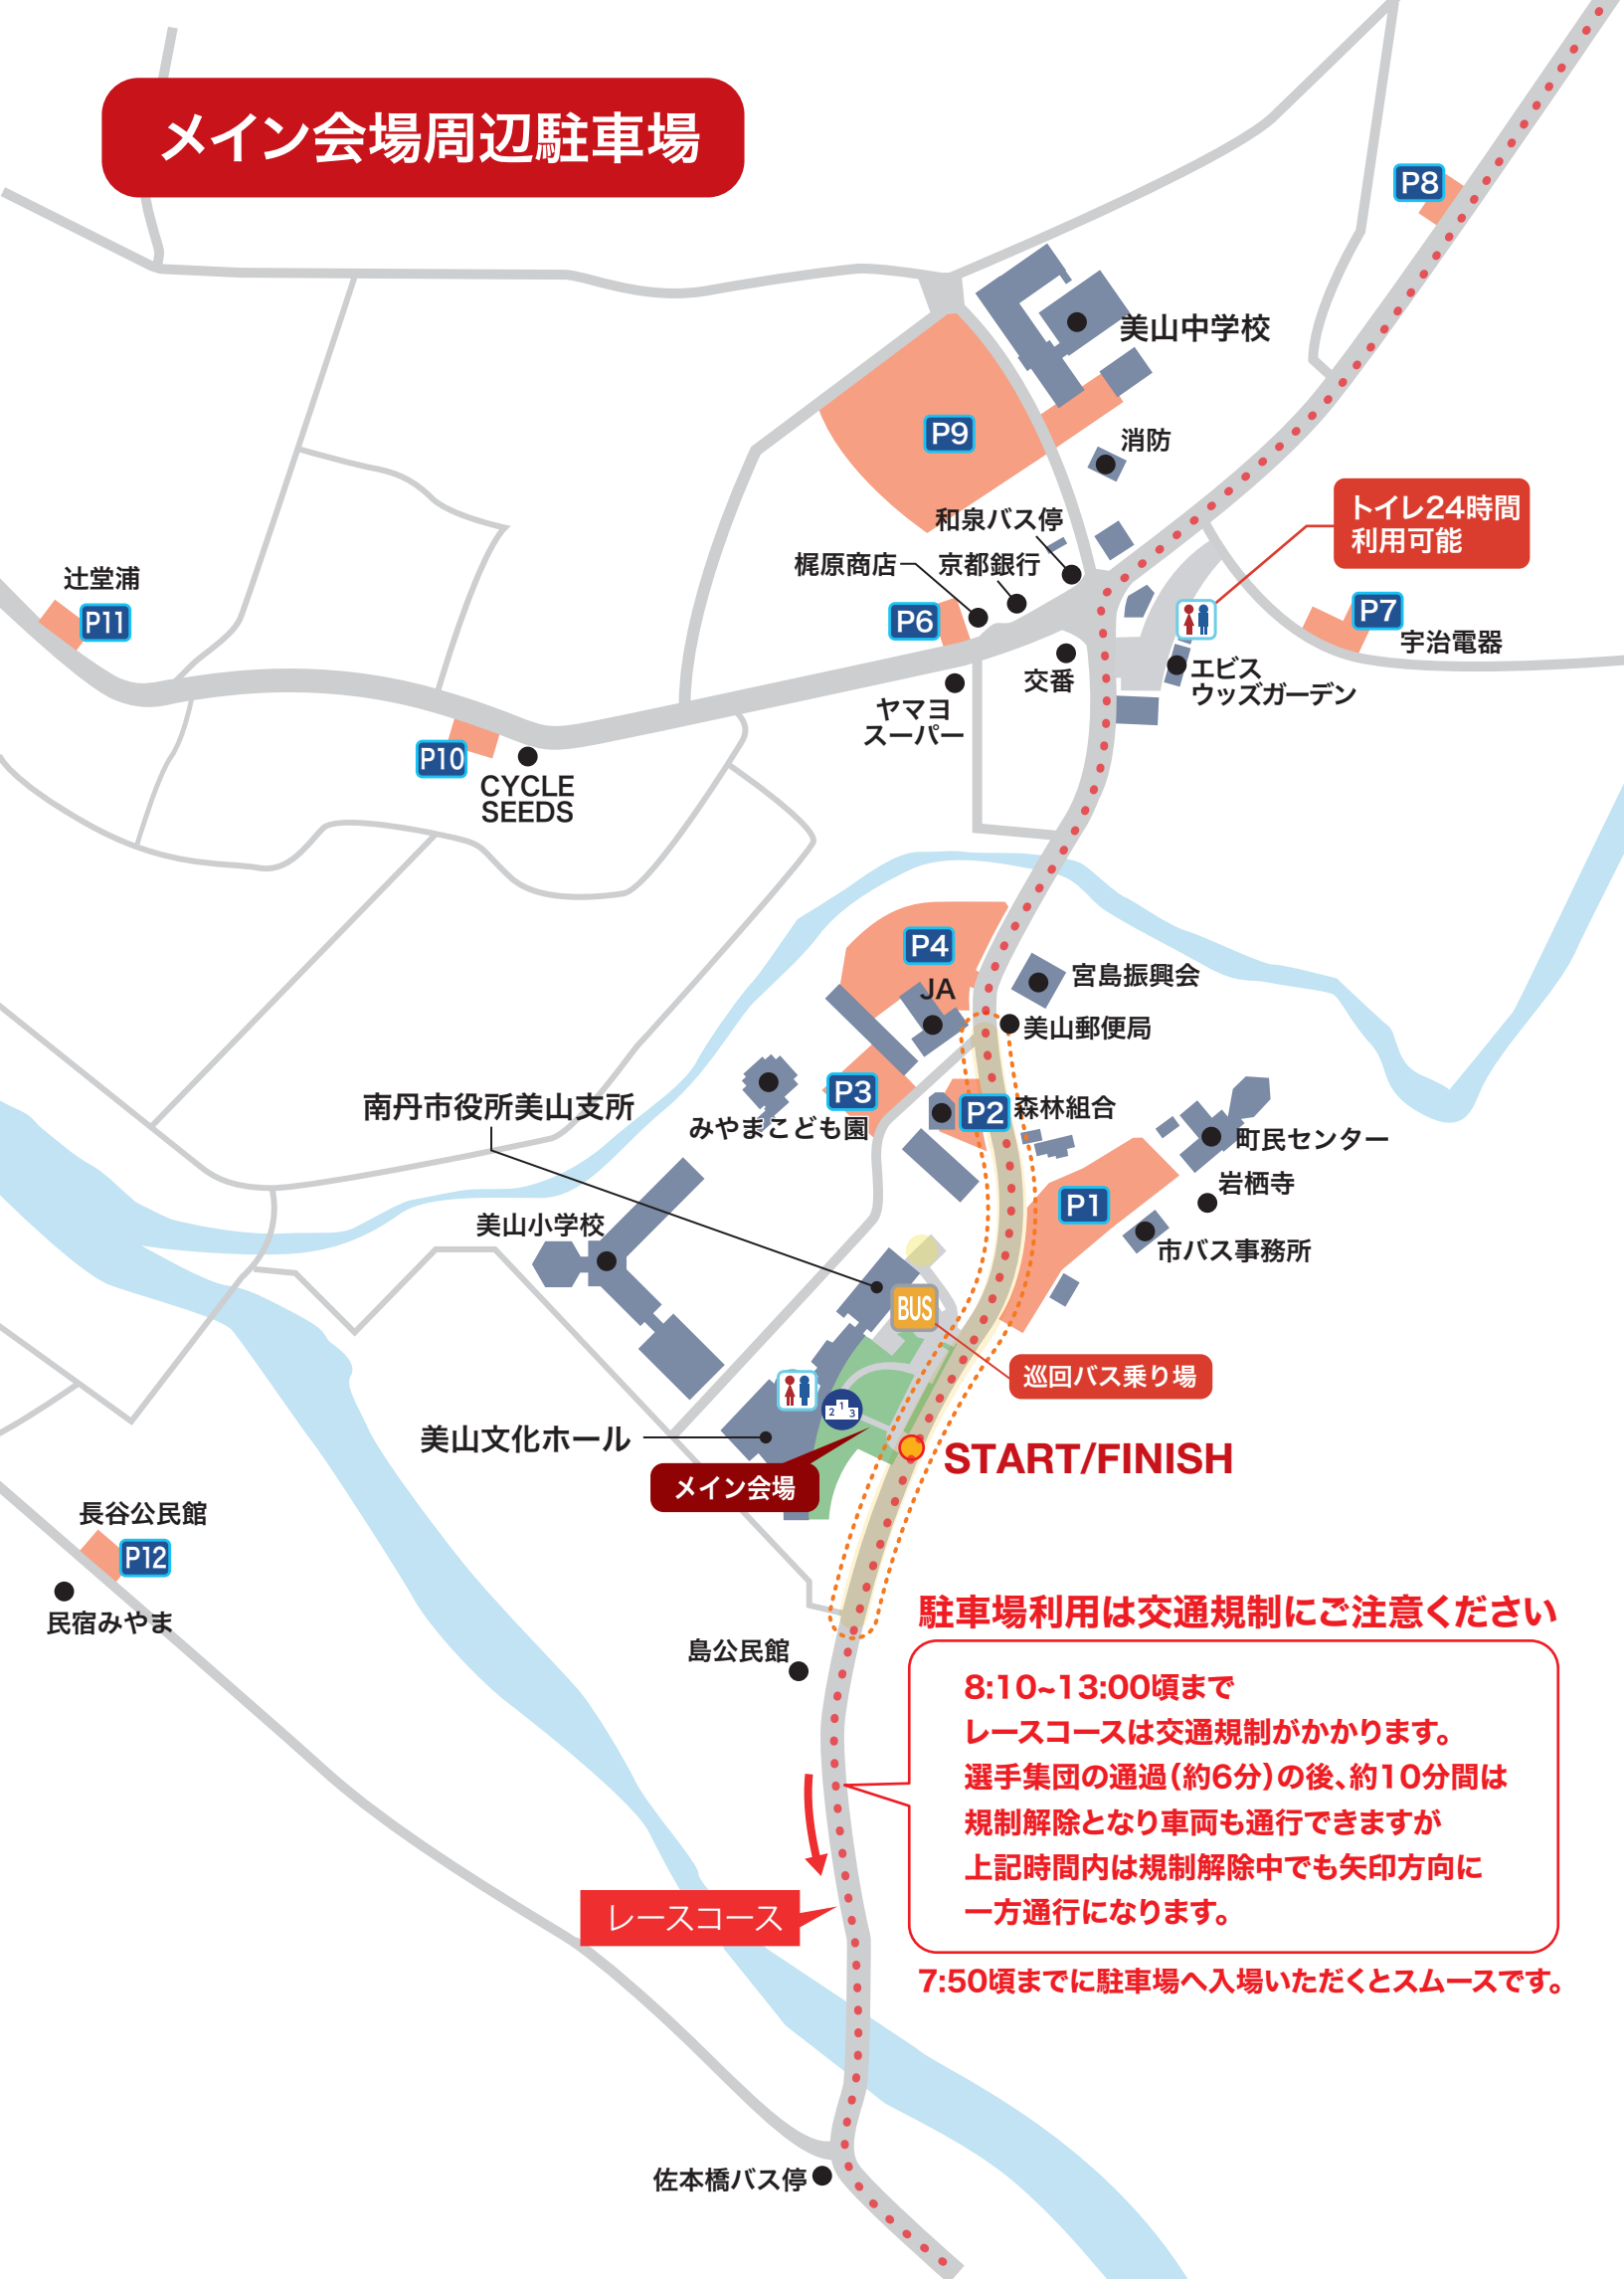 メイン会場周辺駐車場
P8
美山中学校
P9
消防
和泉バス停
トイレ24時間
利用可能
梶原商店
京都銀行
辻堂浦
P11
P6
P7
宇治電器
交番
エビス
ウッズガーデン
ヤマヨ
スーパー
P10
CYCLE
SEEDS
P4
JA
宮島振興会
美山郵便局
P3
みやまこども園
P2
森林組合
南丹市役所美山支所
町民センター
岩栖寺
P1
市バス事務所
美山小学校
BUS
巡回バス乗り場
2 1 3
美山文化ホール
START/FINISH
メイン会場
長谷公民館
P12
民宿みやま
島公民館
駐車場利用は交通規制にご注意ください
8:10~13:00頃まで
レースコースは交通規制がかかります。
選手集団の通過（約6分）の後、約10分間は
規制解除となり車両も通行できますが
上記時間内は規制解除中でも矢印方向に
一方通行になります。
レースコース
7:50頃までに駐車場へ入場いただくとスムースです。
佐本橋バス停